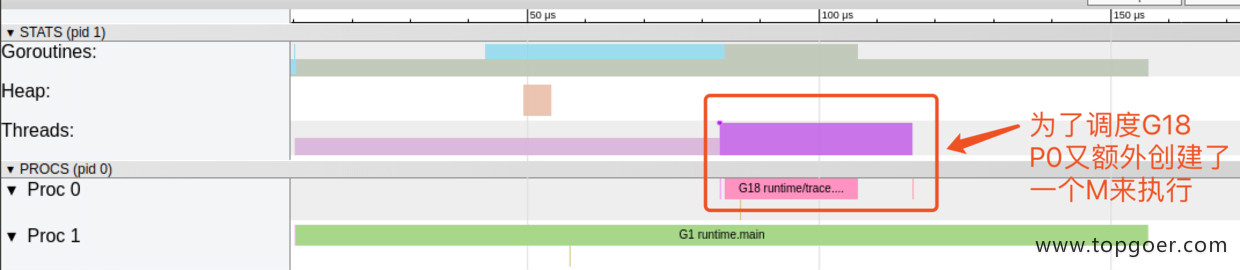 50 µs
100 µs
150 µs
▼ STATS (pid 1)
Goroutines:
Heap:
Threads:
为了调度G18
P0又额外创建了
一个M来执行
▼ PROCS (pid 0)
▼ Proc 0
G18 runtime/trace....
▼ Proc 1
G1 runtime.main
www.topgoer.com